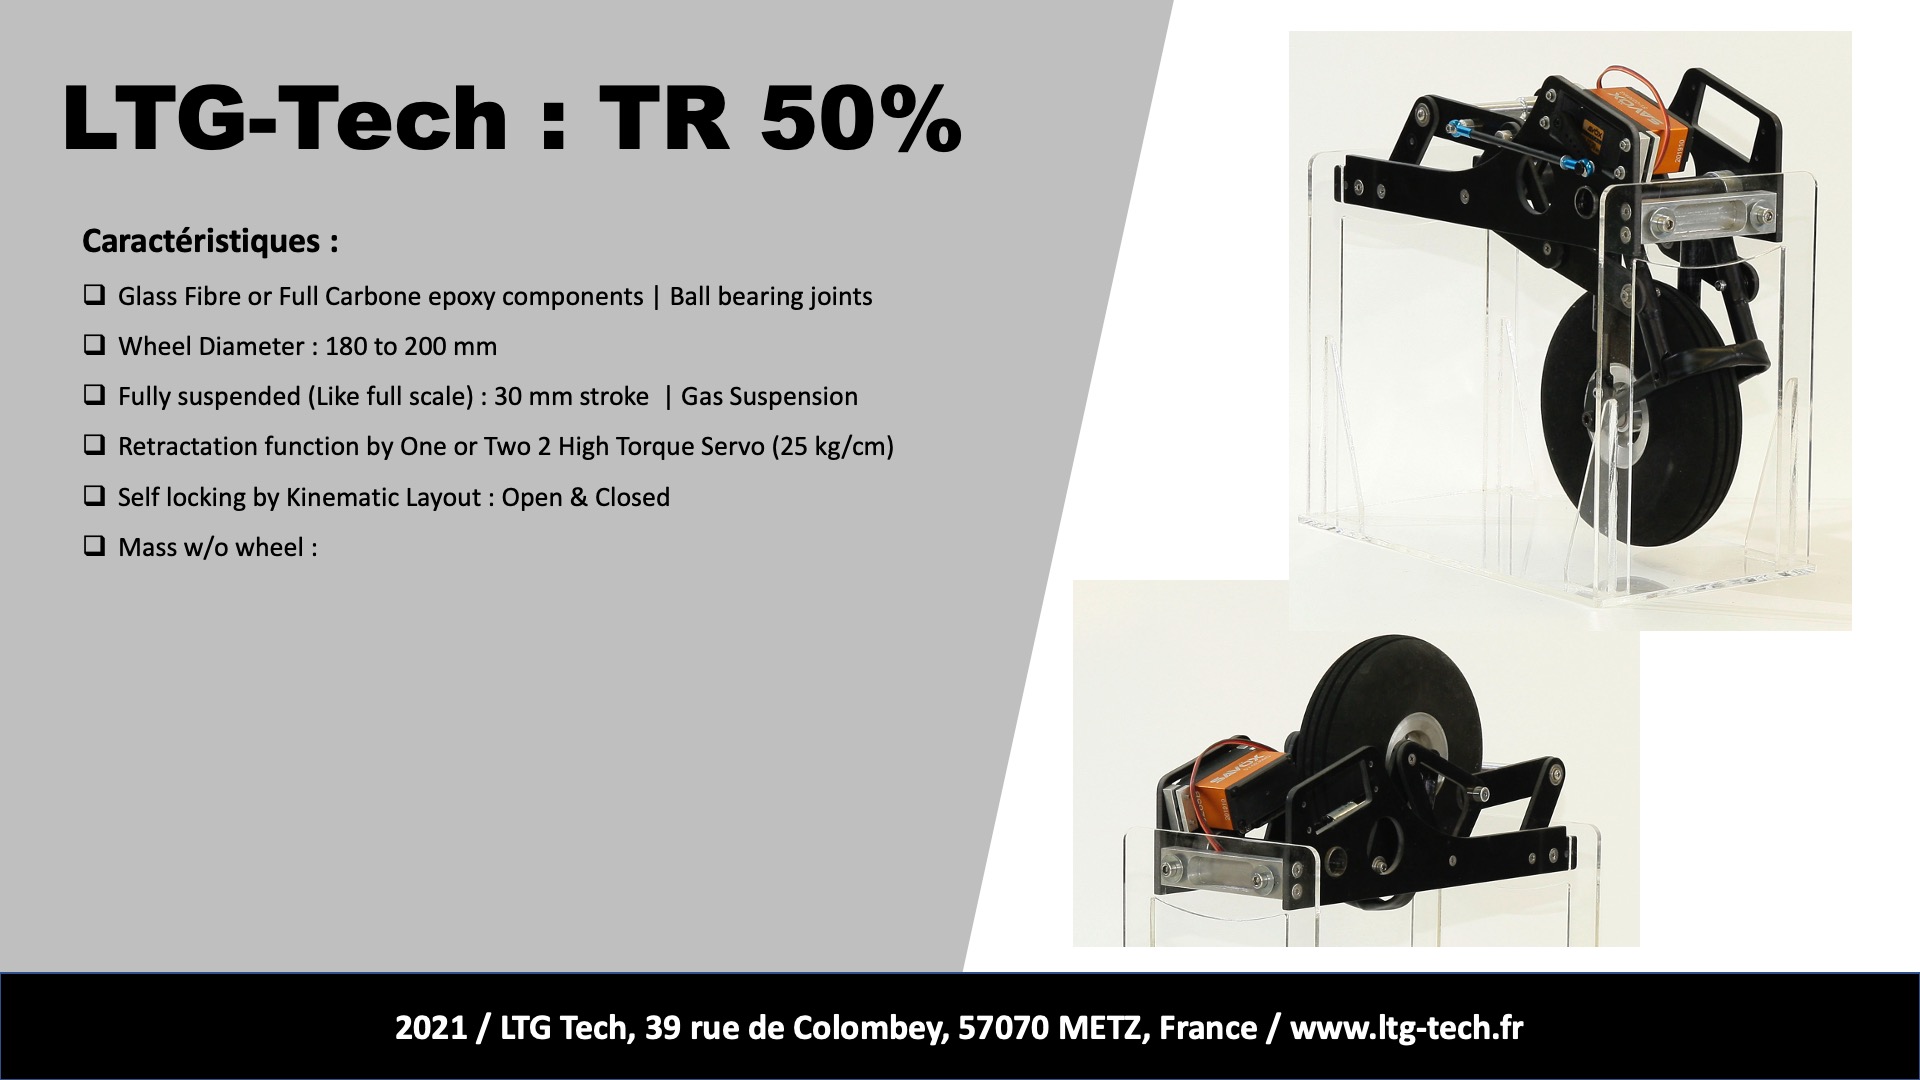 LTG-Tech : TR 50%
Caractéristiques :
❑ Glass Fibre or Full Carbone epoxy components | Ball bearing joints
❑ Wheel Diameter : 180 to 200 mm
❑ Fully suspended (Like full scale) : 30 mm stroke | Gas Suspension
❑ Retractation function by One or Two 2 High Torque Servo (25 kg/cm)
❑ Self locking by Kinematic Layout : Open & Closed
❑ Mass w/o wheel :
SAVOX
SAVOX
2021 / LTG Tech, 39 rue de Colombey, 57070 METZ, France / www.ltg-tech.fr